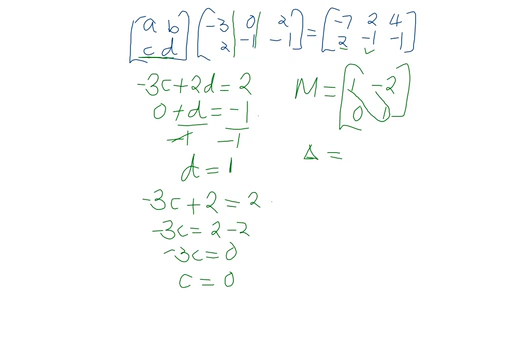 [a b
c d] [-3 0 2
2 -1 -1] = [-7 2 4
2 -1 -1]
-3c + 2d = 2
0 + d = -1
-1 -1
d = 1
-3c + 2 = 2
-3c = 2 - 2
-3c = 0
c = 0
M = [1 -2
0 1]
Δ =